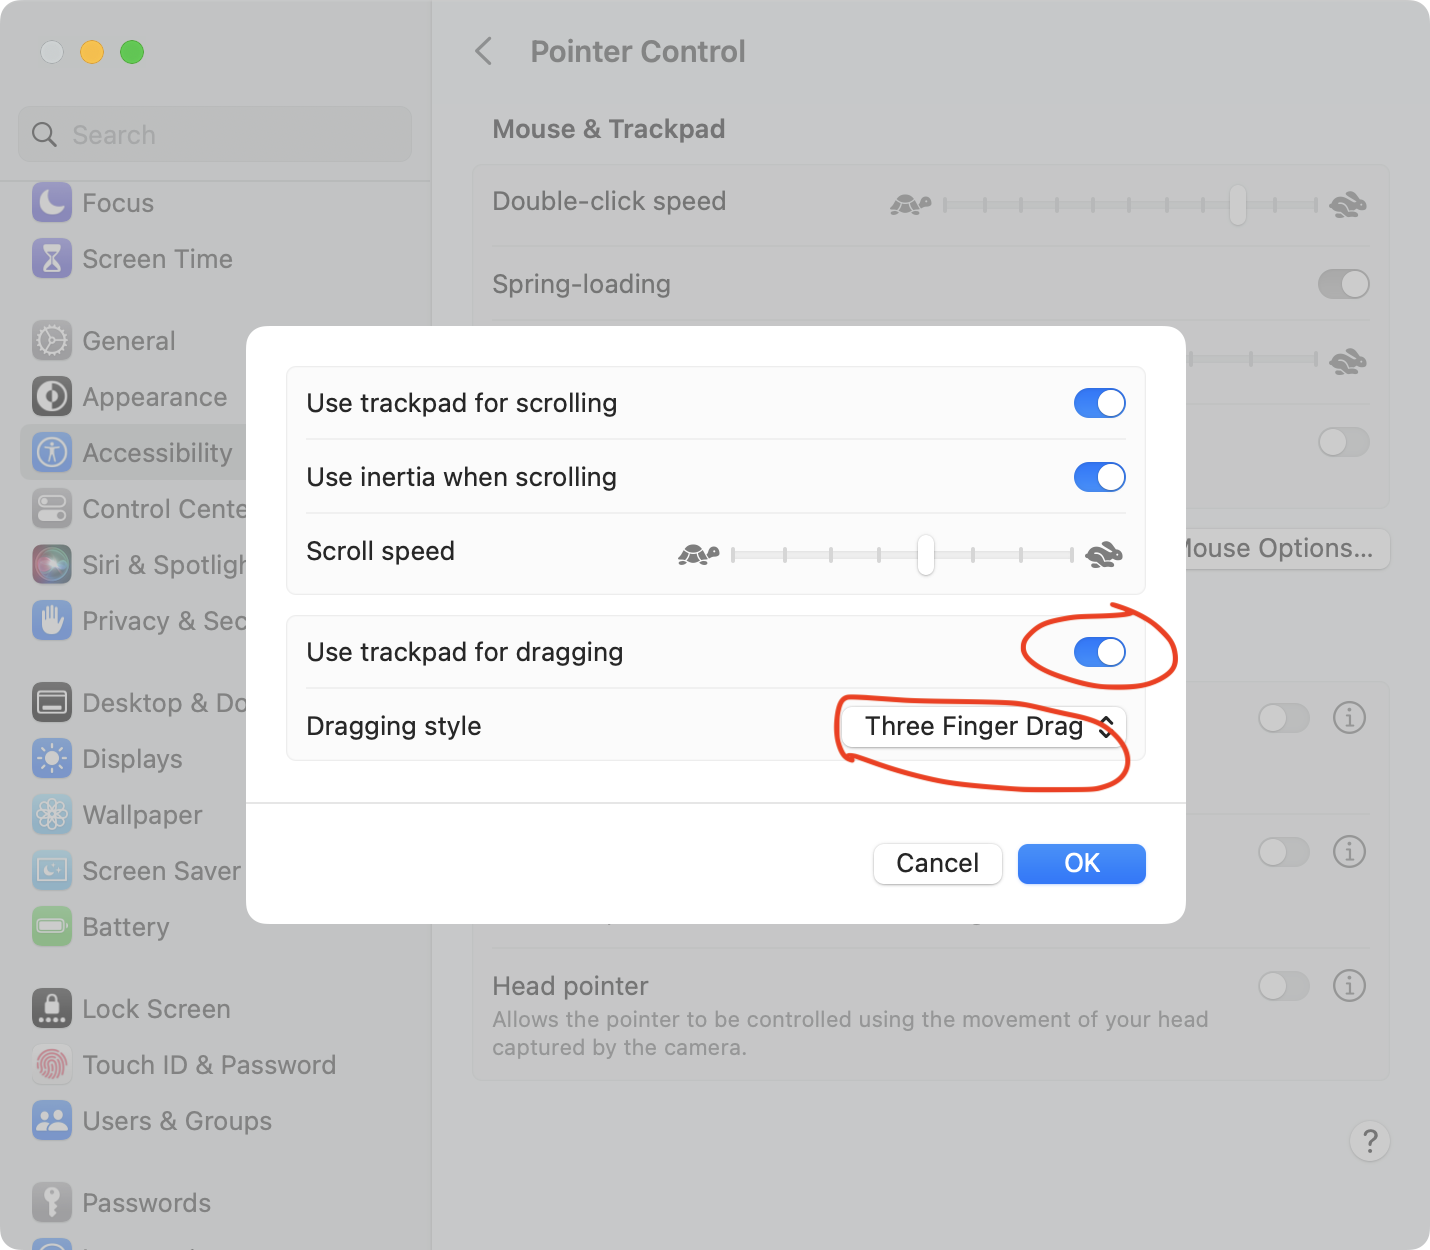 Search
Focus
Screen Time
General
Appearance
Accessibility
Control Cente
Siri & Spotligh
Privacy & Sec
Desktop & Do
Displays
Wallpaper
Screen Saver
Battery
Lock Screen
Touch ID & Password
Users & Groups
Passwords
Pointer Control
Mouse & Trackpad
Double-click speed
Spring-loading
Use trackpad for scrolling
Use inertia when scrolling
Scroll speed
Mouse Options...
Use trackpad for dragging
Dragging style
Three Finger Drag
Cancel
OK
Head pointer
Allows the pointer to be controlled using the movement of your head
captured by the camera.
?